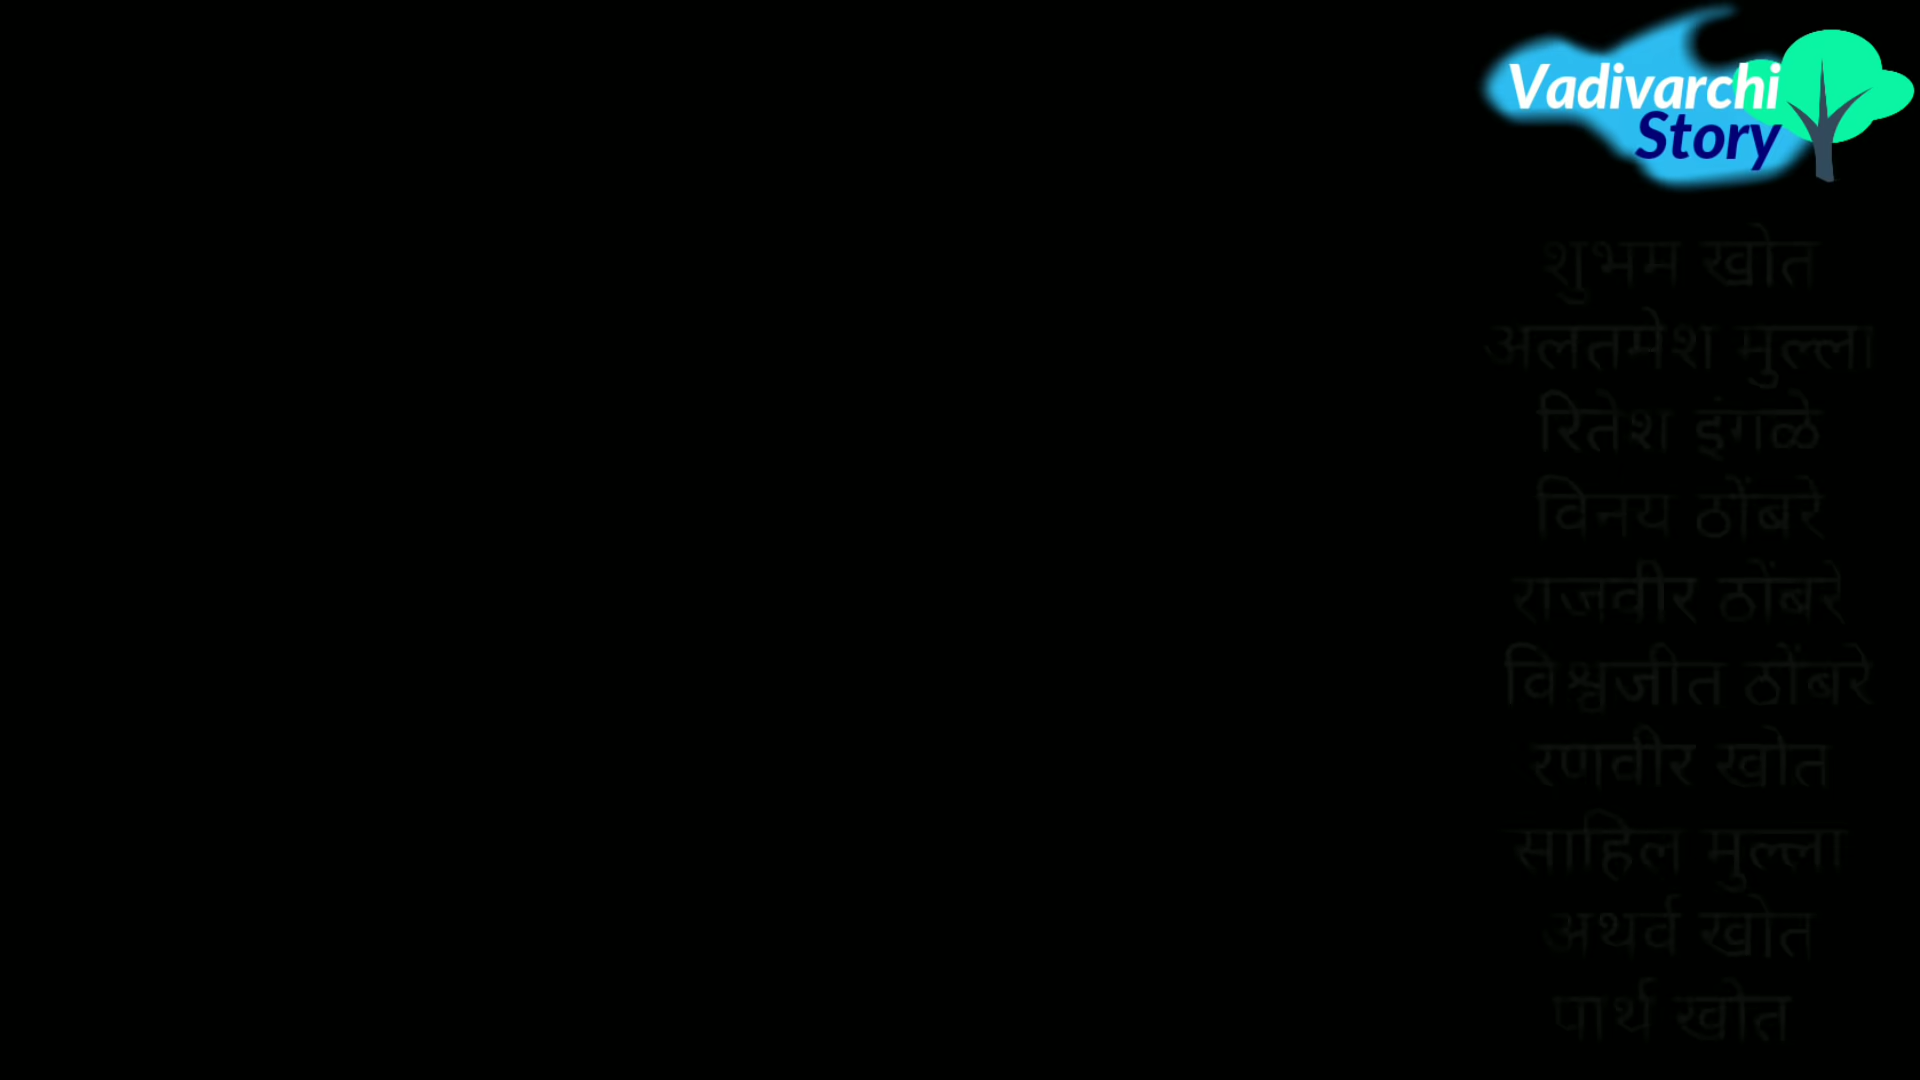 Vadivarchi
Story
शुभम खोत
अलतमेश मुल्ला
रितेश इंगळे
विनय ठोंबरे
राजवीर ठोंबरे
विश्वजीत ठोंबरे
रणवीर खोत
साहिल मुल्ला
अथर्व खोत
पार्थ खोत